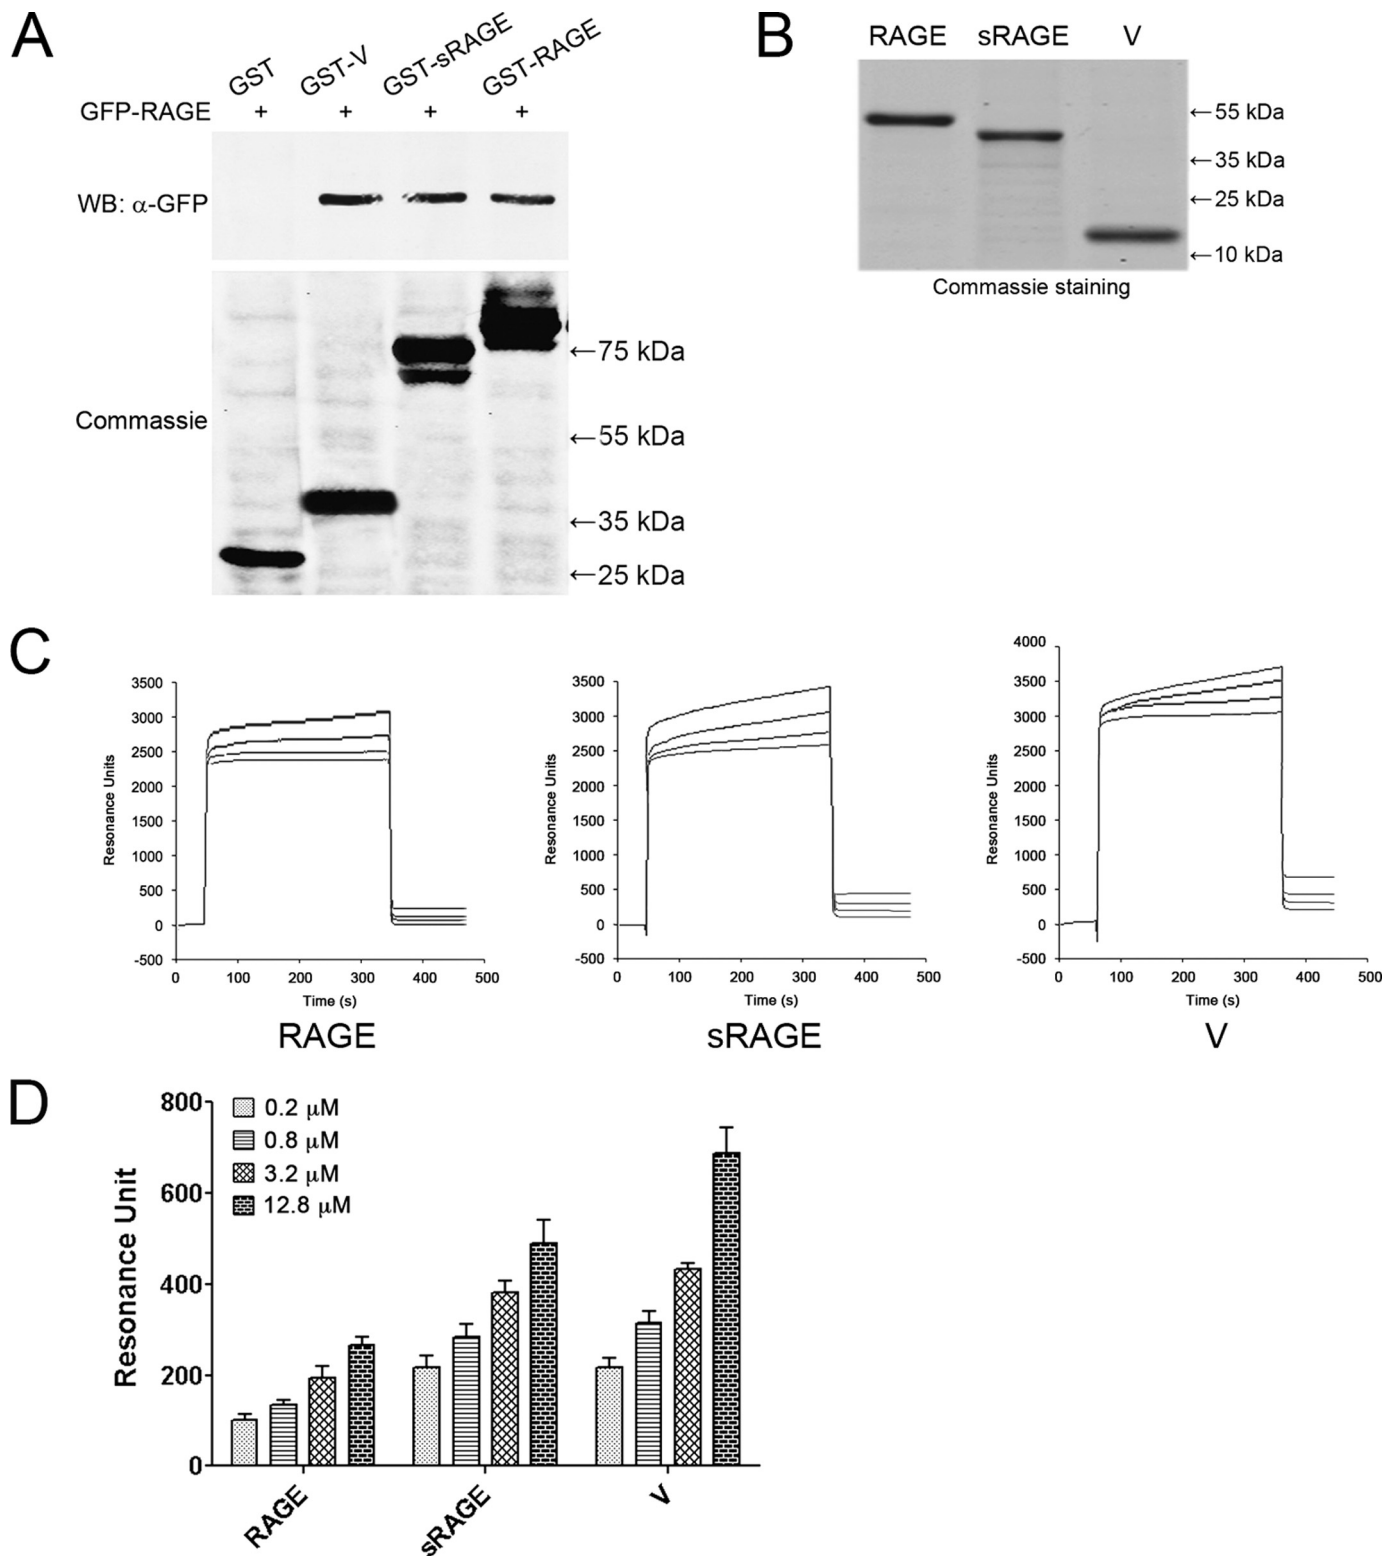 A
GST
GST-V
GST-sRAGE
GST-RAGE
GFP-RAGE + + + +
WB: α-GFP
Commassie
←75 kDa
←55 kDa
←35 kDa
←25 kDa
B
RAGE sRAGE V
←55 kDa
←35 kDa
←25 kDa
←10 kDa
Commassie staining
C
Resonance Units
3500
3000
2500
2000
1500
1000
500
0
-500
0 100 200 300 400 500
Time (s)
RAGE
Resonance Units
3500
3000
2500
2000
1500
1000
500
0
-500
0 100 200 300 400 500
Time (s)
sRAGE
Resonance Units
4000
3500
3000
2500
2000
1500
1000
500
0
-500
0 100 200 300 400 500
Time (s)
V
D
Resonance Unit
800
600
400
200
0
0.2 μM
0.8 μM
3.2 μM
12.8 μM
RAGE
sRAGE
V